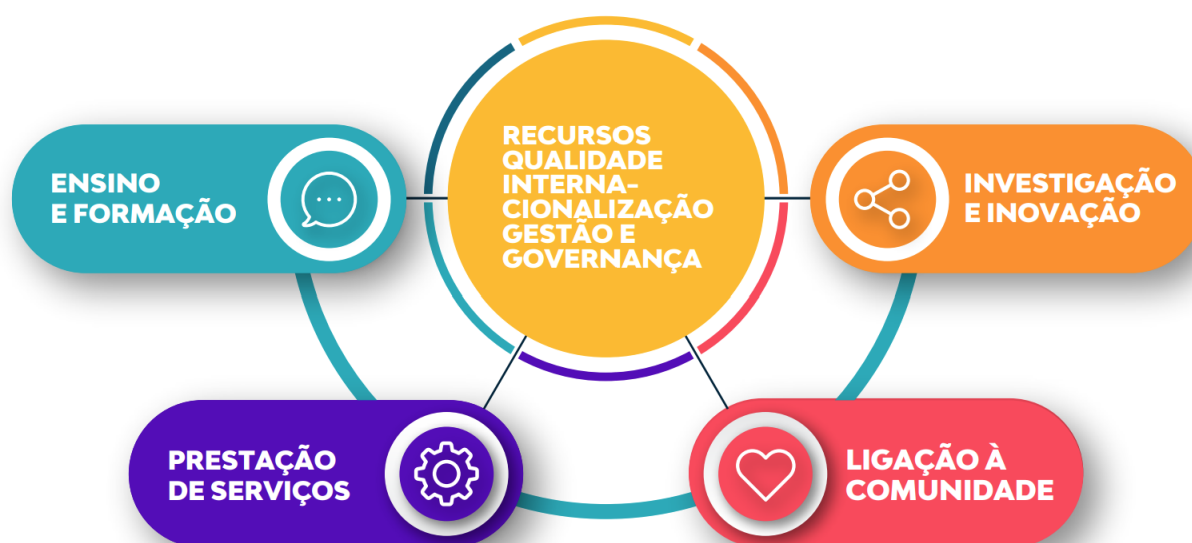 RECURSOS
QUALIDADE
INTERNA-
CIONALIZAÇÃO
GESTÃO E
GOVERNANÇA
ENSINO
E FORMAÇÃO
INVESTIGAÇÃO
E INOVAÇÃO
PRESTAÇÃO
DE SERVIÇOS
LIGAÇÃO À
COMUNIDADE